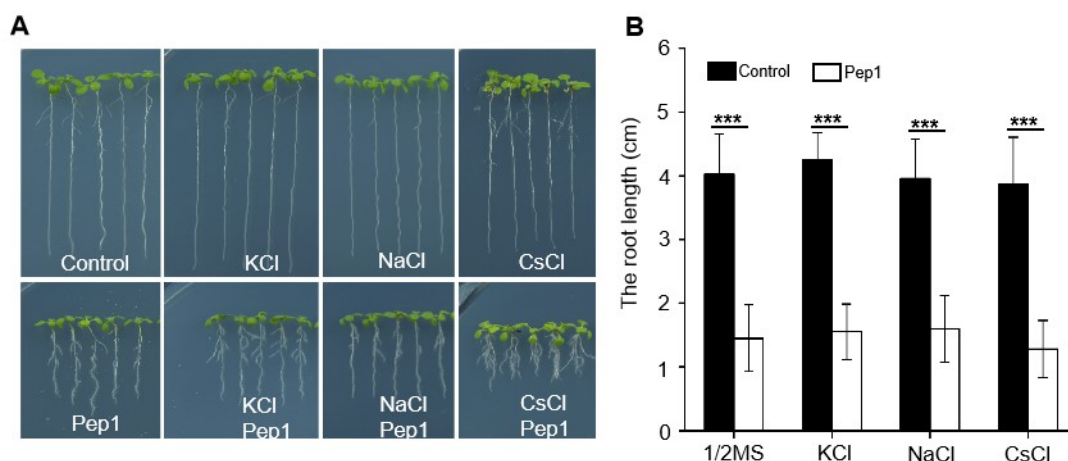 A
Control
KCl
NaCl
CsCl
Pep1
KCl
Pep1
NaCl
Pep1
CsCl
Pep1
B
The root length (cm)
6
5
4
3
2
1
0
Control
Pep1
***
***
***
***
1/2MS
KCl
NaCl
CsCl